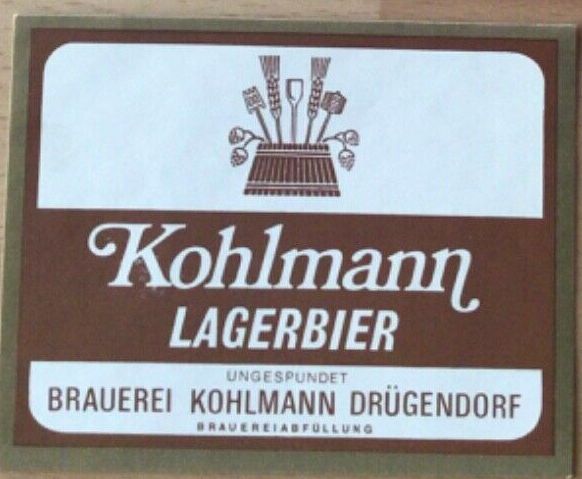 Kohlmann
LAGERBIER
UNGESPUNDET
BRAUEREI KOHLMANN DRÜGENDORF
BRAUEREIABFÜLLUNG